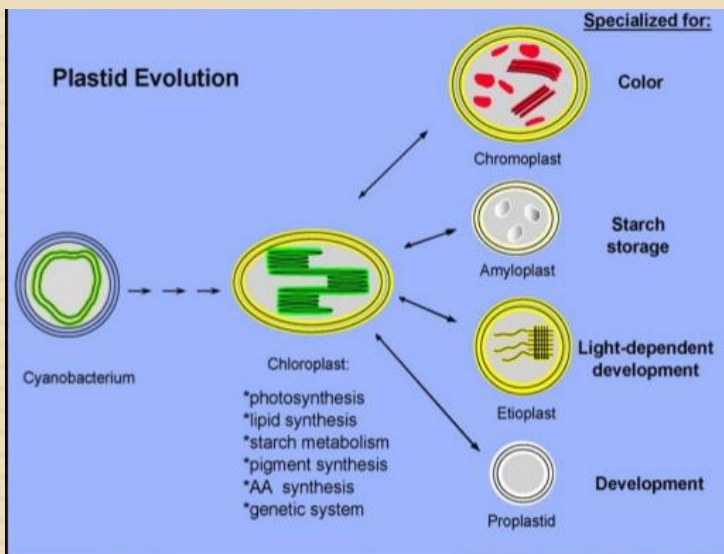 Specialized for:
Plastid Evolution
Color
Chromoplast
Starch
storage
Amyloplast
Cyanobacterium
Chloroplast:
*photosynthesis
*lipid synthesis
*starch metabolism
*pigment synthesis
*AA synthesis
*genetic system
Light-dependent
development
Etioplast
Development
Proplastid